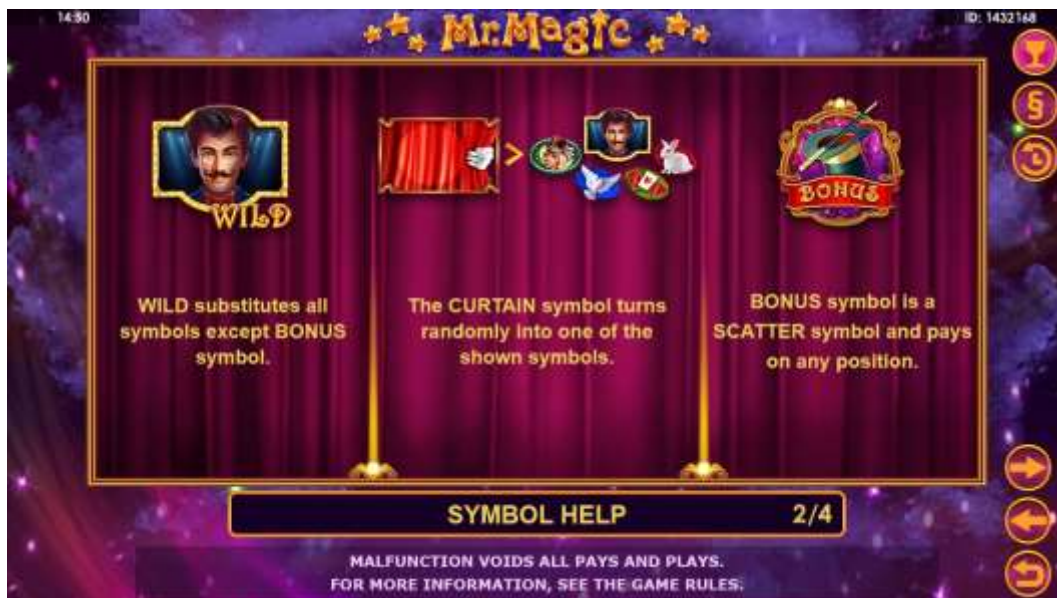 14:50
ID: 1432168
Mr.Magic
WILD
BONUS
WILD substitutes all
symbols except BONUS
symbol.
The CURTAIN symbol turns
randomly into one of the
shown symbols.
BONUS symbol is a
SCATTER symbol and pays
on any position.
SYMBOL HELP 2/4
MALFUNCTION VOIDS ALL PAYS AND PLAYS.
FOR MORE INFORMATION, SEE THE GAME RULES.
§